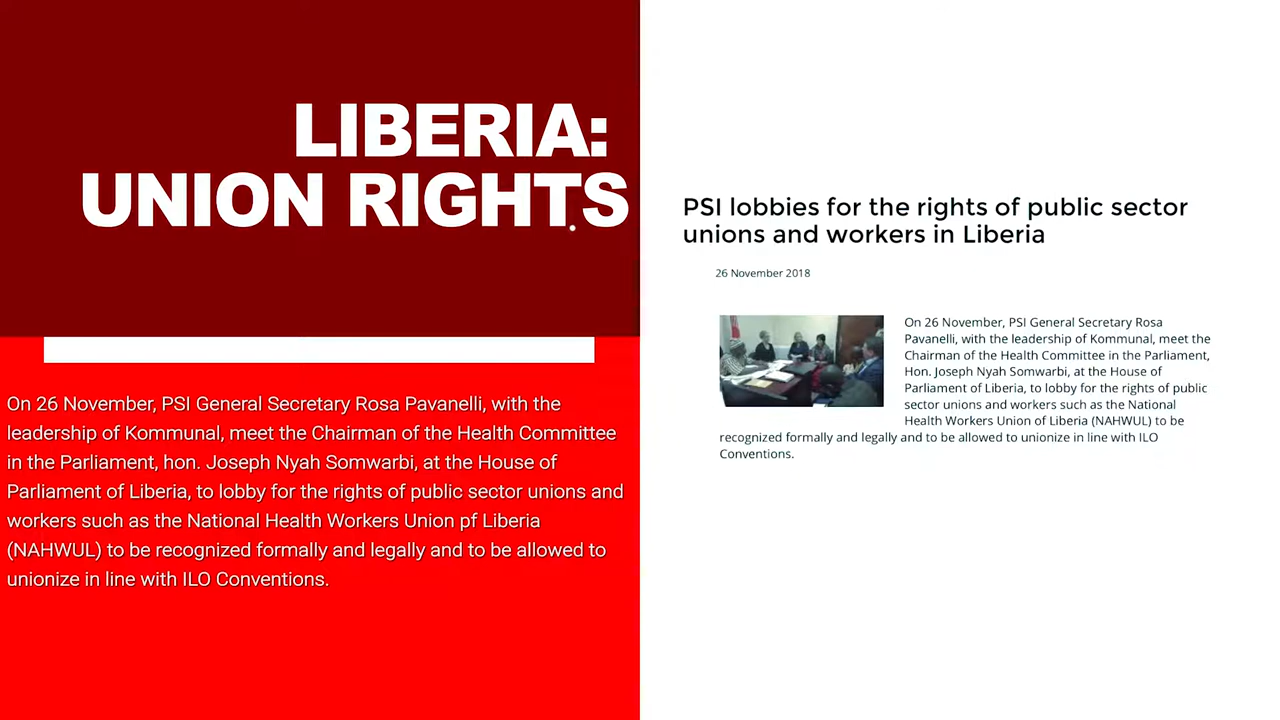 LIBERIA:
UNION RIGHTS
On 26 November, PSI General Secretary Rosa Pavanelli, with the
leadership of Kommunal, meet the Chairman of the Health Committee
in the Parliament, hon. Joseph Nyah Somwarbi, at the House of
Parliament of Liberia, to lobby for the rights of public sector unions and
workers such as the National Health Workers Union pf Liberia
(NAHWUL) to be recognized formally and legally and to be allowed to
unionize in line with ILO Conventions.
PSI lobbies for the rights of public sector
unions and workers in Liberia
26 November 2018
On 26 November, PSI General Secretary Rosa
Pavanelli, with the leadership of Kommunal, meet the
Chairman of the Health Committee in the Parliament,
Hon. Joseph Nyah Somwarbi, at the House of
Parliament of Liberia, to lobby for the rights of public
sector unions and workers such as the National
Health Workers Union of Liberia (NAHWUL) to be
recognized formally and legally and to be allowed to unionize in line with ILO
Conventions.